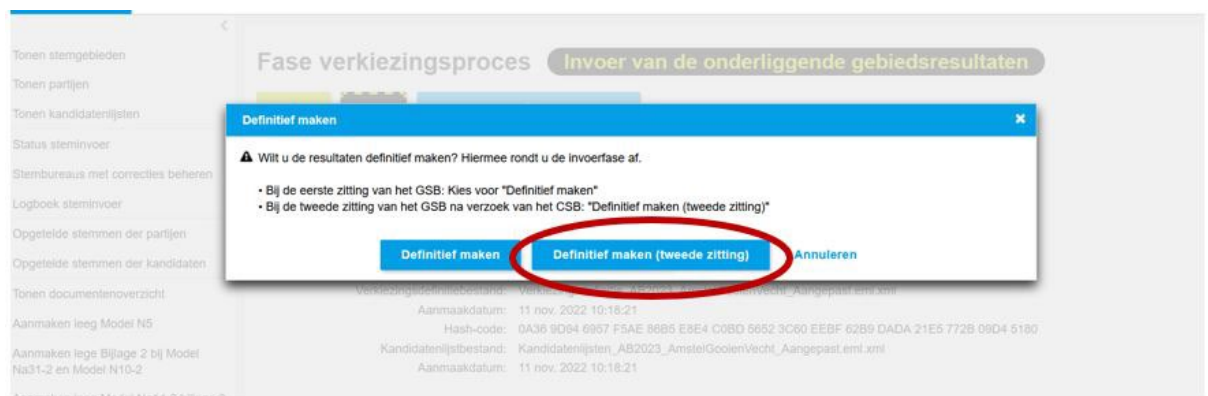 Tonen stemgebieden
Tonen partijen
Tonen kandidatenlijsten
Status steminvoer
Stembureaus met correcties beheren
Logboek steminvoer
Opgetelde stemmen der partijen
Opgetelde stemmen der kandidaten
Tonen documentenoverzicht
Aanmaken leeg Model N5
Aanmaken lege Bijlage 2 bij Model
Na31-2 en Model N10-2
Fase verkiezingsproces Invoer van de onderliggende gebiedsresultaten
Definitief maken
Wilt u de resultaten definitief maken? Hiermee rondt u de invoerfase af.
• Bij de eerste zitting van het GSB: Kies voor "Definitief maken"
• Bij de tweede zitting van het GSB na verzoek van het CSB: "Definitief maken (tweede zitting)"
Definitief maken Definitief maken (tweede zitting) Annuleren
Verkiezingsdefinitiebestand:
Aanmaakdatum: 11 nov. 2022 10:18:21
Hash-code: 0A36 9D94 6957 F5AE 86B5 E8E4 C0BD 5652 3C60 EEBF 62B9 DADA 21E5 772B 09D4 5180
Kandidatenlijstbestand: Kandidatenlijsten_AB2023_AmstelGooienVecht_Aangepast.eml.xml
Aanmaakdatum: 11 nov. 2022 10:18:21